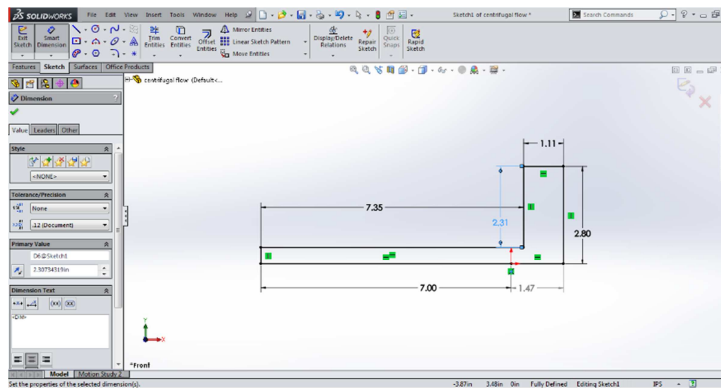 SOLIDWORKS File Edit View Insert Tools Window Help Sketch1 of centrifugal flow * Search Commands
Exit Sketch Smart Dimension Trim Entities Convert Entities Offset Entities Mirror Entities Linear Sketch Pattern Move Entities Display/Delete Relations Repair Sketch Quick Snaps Rapid Sketch
Features Sketch Surfaces Office Products
centrifugal flow (Default<...
Dimension ?
Value Leaders Other
Style
<NONE>
Tolerance/Precision
None
.12 (Document)
Primary Value
D6@Sketch1
2.30734319in
Dimension Text
<DIM>
1.11
7.35
2.31
2.80
7.00
1.47
Y
X
*Front
Model Motion Study 2
Set the properties of the selected dimension(s). -3.87in 3.48in 0in Fully Defined Editing Sketch1 IPS